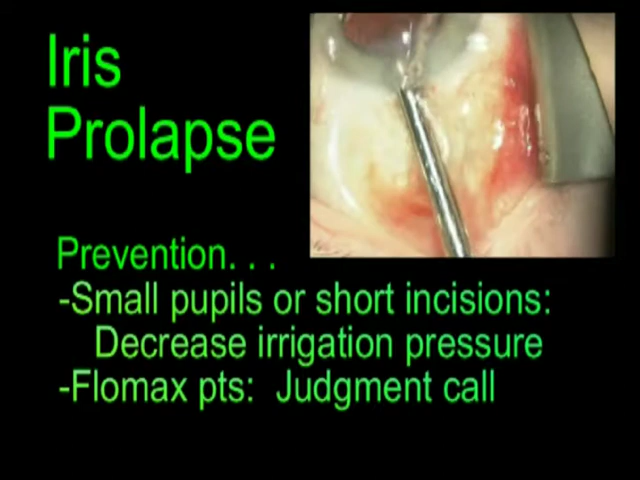 Iris
Prolapse
Prevention. . .
-Small pupils or short incisions:
Decrease irrigation pressure
-Flomax pts:  Judgment call